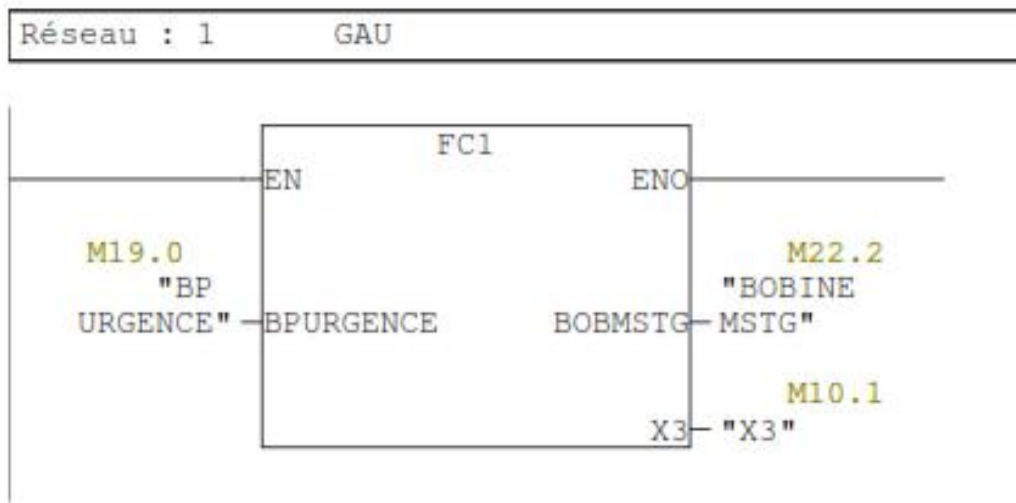 Réseau : 1 GAU
FC1
EN ENO
M19.0 M22.2
"BP "BOBINE
URGENCE" BPURGENCE BOBMSTG MSTG"
M10.1
X3 "X3"